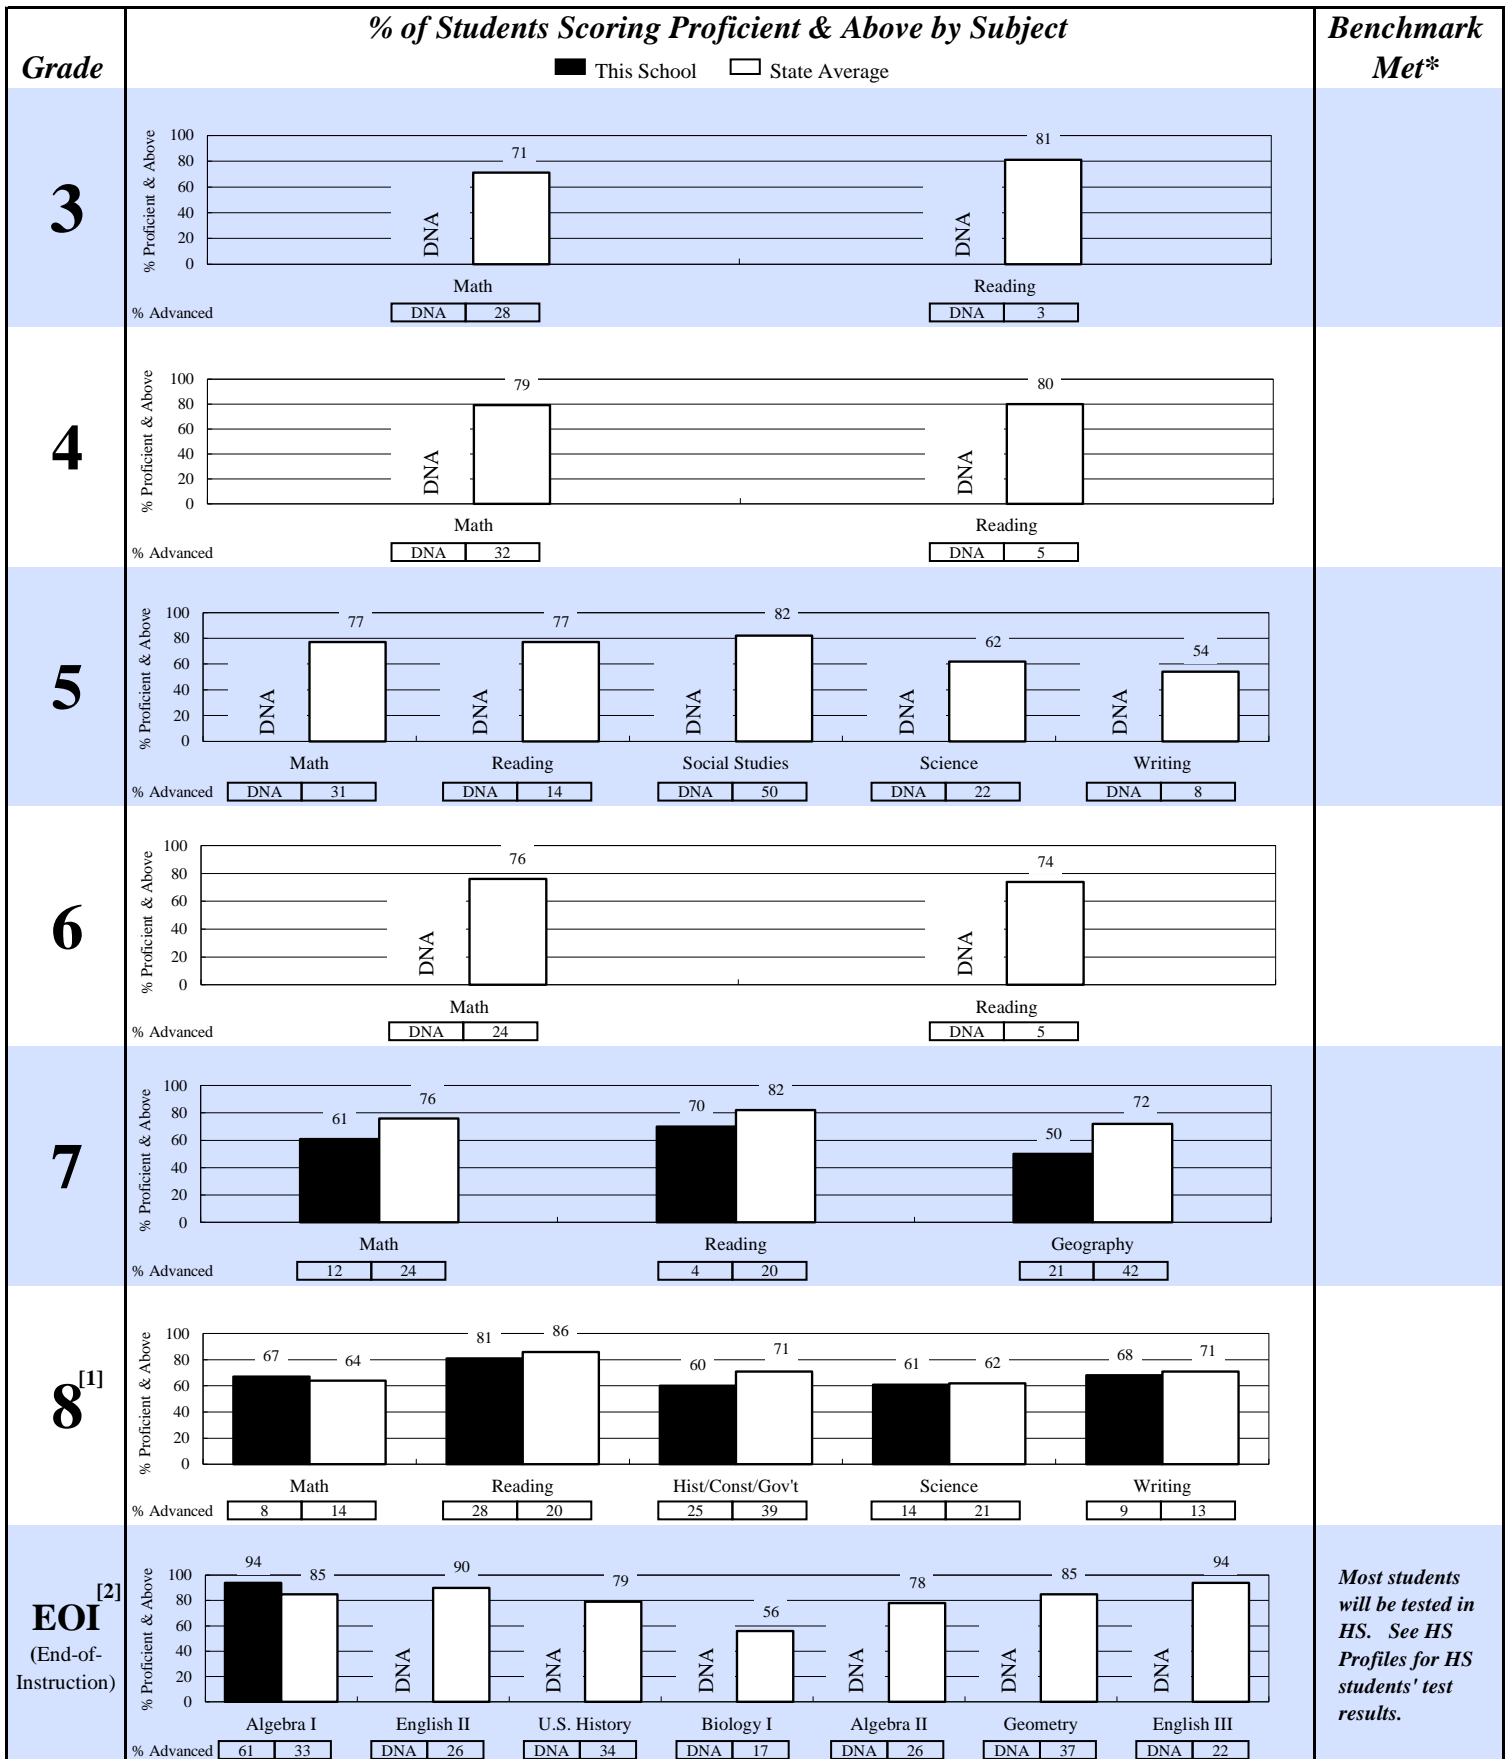 Grade
% of Students Scoring Proficient & Above by Subject
Benchmark
Met*
This School State Average
3
% Proficient & Above
100
80
60
40
20
0
DNA 71
DNA 81
Math Reading
% Advanced DNA 28 DNA 3
4
% Proficient & Above
100
80
60
40
20
0
DNA 79
DNA 80
Math Reading
% Advanced DNA 32 DNA 5
5
% Proficient & Above
100
80
60
40
20
0
DNA 77
DNA 77
DNA 82
DNA 62
DNA 54
Math Reading Social Studies Science Writing
% Advanced DNA 31 DNA 14 DNA 50 DNA 22 DNA 8
6
% Proficient & Above
100
80
60
40
20
0
DNA 76
DNA 74
Math Reading
% Advanced DNA 24 DNA 5
7
% Proficient & Above
100
80
60
40
20
0
61 76
70 82
50 72
Math Reading Geography
% Advanced 12 24 4 20 21 42
8[1]
% Proficient & Above
100
80
60
40
20
0
67 64
81 86
60 71
61 62
68 71
Math Reading Hist/Const/Gov't Science Writing
% Advanced 8 14 28 20 25 39 14 21 9 13
EOI[2]
(End-of-
Instruction)
% Proficient & Above
100
80
60
40
20
0
94 85
DNA 90
DNA 79
DNA 56
DNA 78
DNA 85
DNA 94
Algebra I English II U.S. History Biology I Algebra II Geometry English III
% Advanced 61 33 DNA 26 DNA 34 DNA 17 DNA 26 DNA 37 DNA 22
Most students
will be tested in
HS. See HS
Profiles for HS
students' test
results.